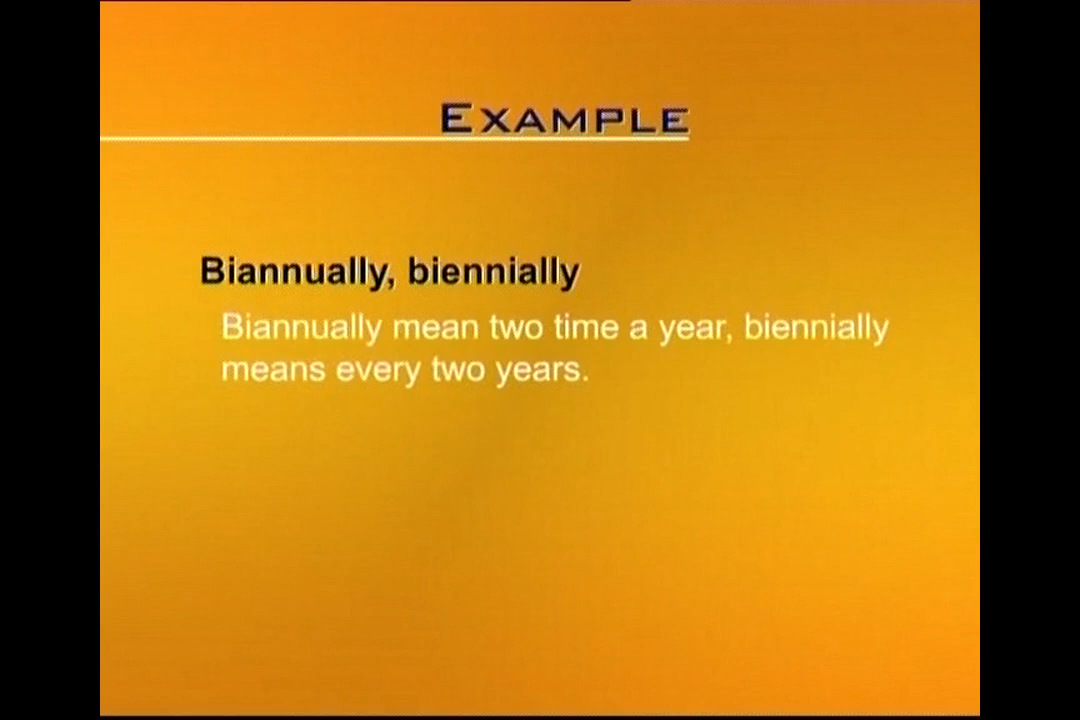 EXAMPLE
Biannually, biennially
Biannually mean two time a year, biennially
means every two years.